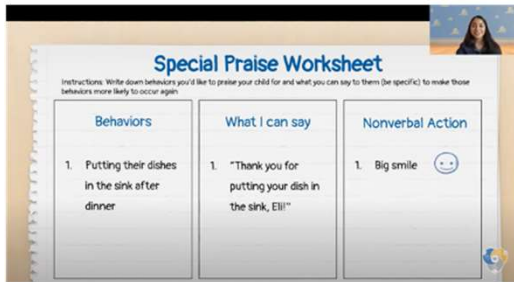 Special Praise Worksheet
Instructions: Write down behaviors you'd like to praise your child for and what you can say to them (be specific) to make those
behaviors more likely to occur again
Behaviors
1. Putting their dishes
in the sink after
dinner
What I can say
1. "Thank you for
putting your dish in
the sink, Eli!"
Nonverbal Action
1. Big smile